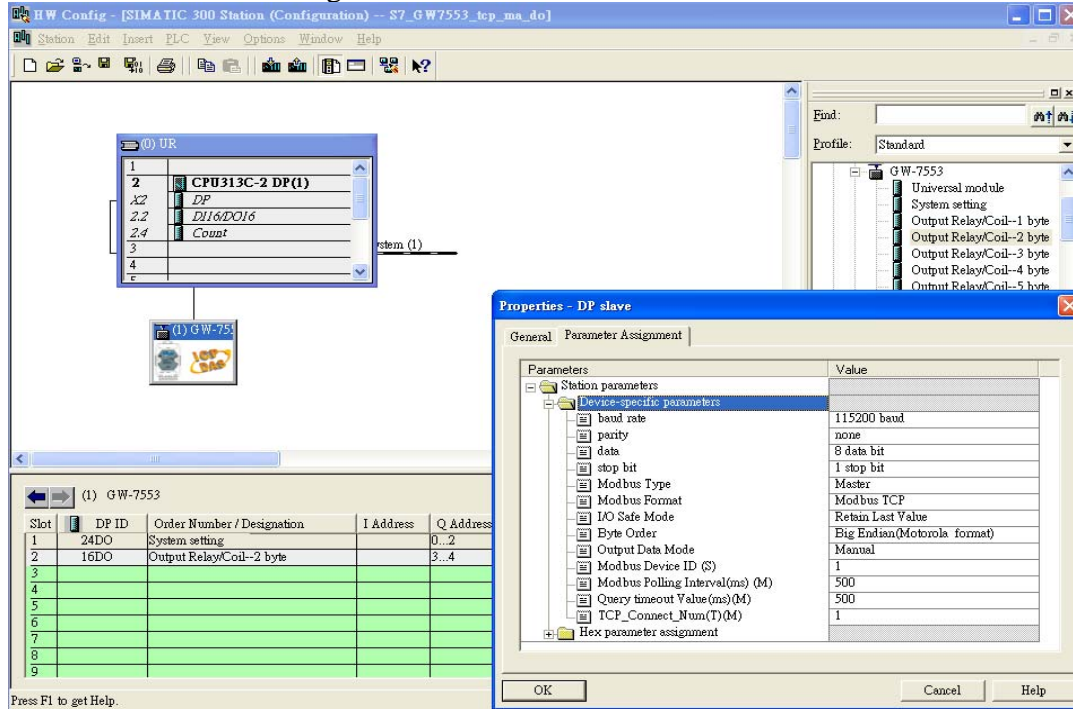 HW Config - [SIMATIC 300 Station (Configuration) -- S7_GW7553_tcp_ma_do]
Station Edit Insert PLC View Options Window Help
Find:
Profile: Standard
GW-7553
Universal module
System setting
Output Relay/Coil--1 byte
Output Relay/Coil--2 byte
Output Relay/Coil--3 byte
Output Relay/Coil--4 byte
Output Relay/Coil--5 byte
(0) UR
1
2 CPU313C-2 DP(1)
X2 DP
2.2 DI16/DO16
2.4 Count
3
4
ystem (1)
(1) GW-755
ICP DAS
Properties - DP slave
General Parameter Assignment
Parameters Value
Station parameters
Device-specific parameters
baud rate 115200 baud
parity none
data 8 data bit
stop bit 1 stop bit
Modbus Type Master
Modbus Format Modbus TCP
I/O Safe Mode Retain Last Value
Byte Order Big Endian(Motorola format)
Output Data Mode Manual
Modbus Device ID (S) 1
Modbus Polling Interval(ms) (M) 500
Query timeout Value(ms)(M) 500
TCP_Connect_Num(T)(M) 1
Hex parameter assignment
OK Cancel Help
(1) GW-7553
Slot DP ID Order Number / Designation I Address Q Address
1 24DO System setting 0...2
2 16DO Output Relay/Coil--2 byte 3...4
3
4
5
6
7
8
9
Press F1 to get Help.